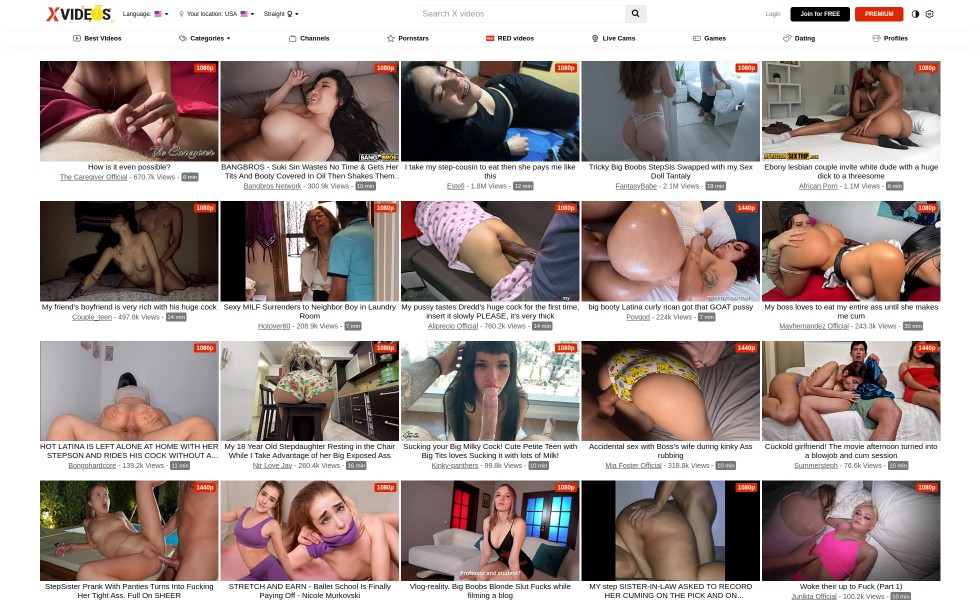 XVIDEOS
Language:
Your location: USA
Straight
Search X videos
Login
Join for FREE
PREMIUM
Best Videos
Categories
Channels
Pornstars
RED videos
Live Cams
Games
Dating
Profiles
1080p
1080p
1080p
1080p
The Caregiver
BANG BROS
How is it even possible?
The Caregiver Official - 670.7k Views - 6 min
BANGBROS - Suki Sin Wastes No Time & Gets Her
Tits And Booty Covered In Oil Then Shakes Them..
Bangbros Network - 300.9k Views - 10 min
I take my step-cousin to eat then she pays me like
this
Estefi - 1.8M Views - 12 min
Tricky Big Boobs StepSis Swapped with my Sex
Doll Tantaly
FantasyBabe - 2.1M Views - 19 min
Ebony lesbian couple invite white dude with a huge
dick to a threesome
African Porn - 1.1M Views - 6 min
1080p
1080p
1080p
1440p
1080p
My friend's boyfriend is very rich with his huge cock
Couple_teen - 497.8k Views - 14 min
Sexy MILF Surrenders to Neighbor Boy in Laundry
Room
Hotover60 - 208.9k Views - 7 min
My pussy tastes Dredd's huge cock for the first time,
insert it slowly PLEASE, it's very thick
Aliprecio Official - 760.2k Views - 14 min
big booty Latina curly rican got that GOAT pussy
Povgod - 224k Views - 7 min
My boss loves to eat my entire ass until she makes
me cum
Mayhernandez Official - 243.3k Views - 30 min
1080p
1080p
1080p
1440p
1440p
HOT LATINA IS LEFT ALONE AT HOME WITH HER
STEPSON AND RIDES HIS COCK WITHOUT A...
Bongohardcore - 139.2k Views - 11 min
My 18 Year Old Stepdaughter Resting in the Chair
While I Take Advantage of her Big Exposed Ass
Ntr Love Jav - 260.4k Views - 16 min
Sucking your Big Milky Cock! Cute Petite Teen with
Big Tits loves Sucking it with lots of Milk!
Kinky-panthers - 99.8k Views - 10 min
Accidental sex with Boss's wife during kinky Ass
rubbing
Mia Foster Official - 318.8k Views - 10 min
Cuckold girlfriend! The movie afternoon turned into
a blowjob and cum session
Summersteph - 76.6k Views - 10 min
1440p
1080p
1080p
1080p
1080p
Professor and student?
StepSister Prank With Panties Turns Into Fucking
Her Tight Ass. Full On SHEER
STRETCH AND EARN - Ballet School Is Finally
Paying Off - Nicole Murkovski
Vlog-reality. Big Boobs Blonde Slut Fucks while
filming a blog
MY step SISTER-IN-LAW ASKED TO RECORD
HER CUMING ON THE PICK AND ON...
Woke their up to Fuck (Part 1)
Junikta Official - 100.2k Views - 10 min